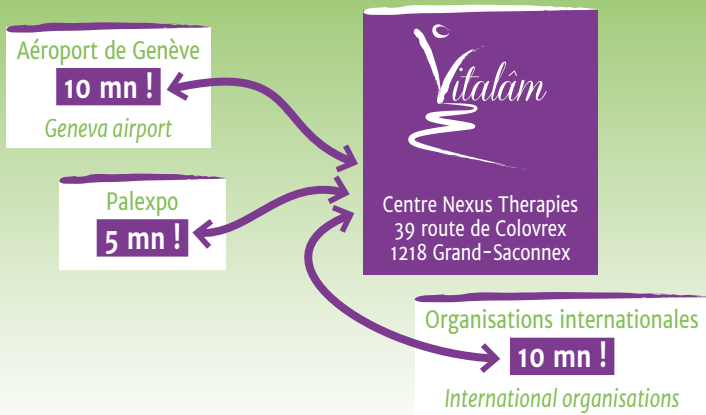 Aéroport de Genève
10 mn !
Geneva airport
Palexpo
5 mn !
Vitalâm
Centre Nexus Therapies
39 route de Colovrex
1218 Grand-Saconnex
Organisations internationales
10 mn !
International organisations